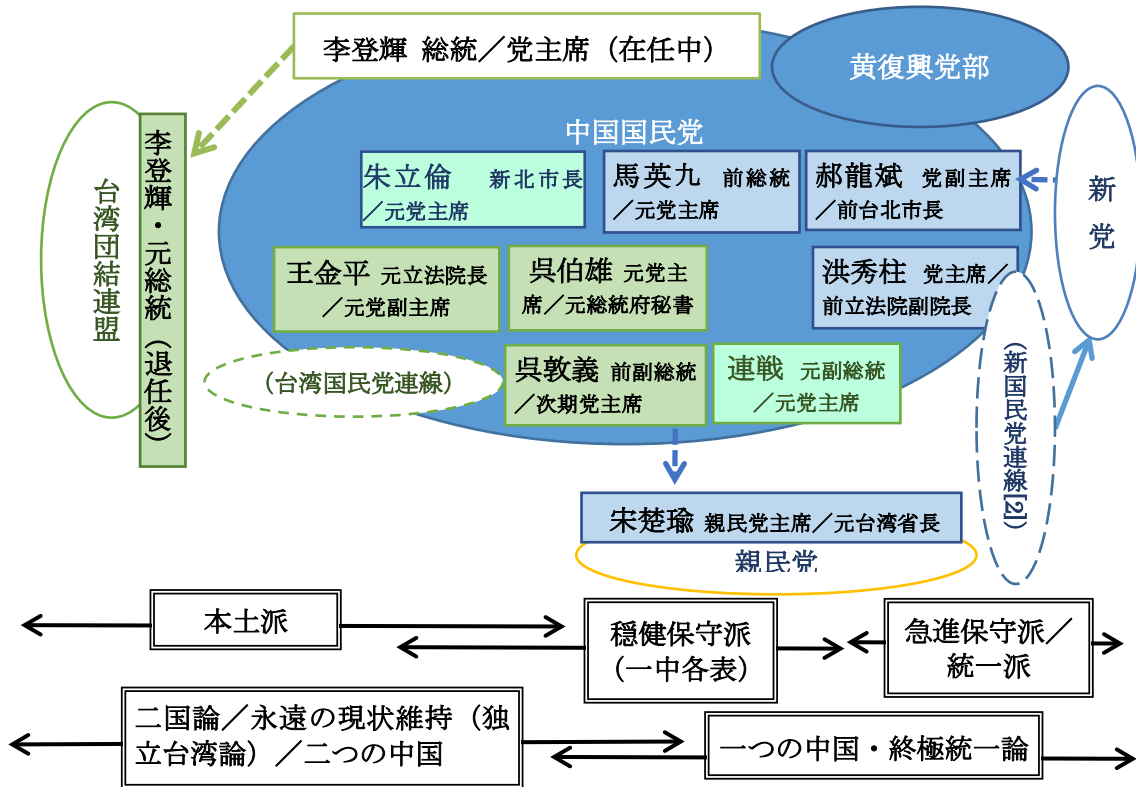 李登輝 総統／党主席（在任中）
黄復興党部
中国国民党
朱立倫 新北市長
／元党主席
馬英九 前総統
／元党主席
郝龍斌 党副主席
／前台北市長
新党
台湾団結連盟
李登輝・元総統（退任後）
王金平 元立法院長
／元党副主席
呉伯雄 元党主
席／元総統府秘書
洪秀柱 党主席／
前立法院副院長
（台湾国民党連線）
呉敦義 前副総統
／次期党主席
連戦 元副総統
／元党主席
（新国民党連線[2]）
宋楚瑜 親民党主席／元台湾省長
親民党
本土派
穏健保守派
（一中各表）
急進保守派／
統一派
二国論／永遠の現状維持（独
立台湾論）／二つの中国
一つの中国・終極統一論